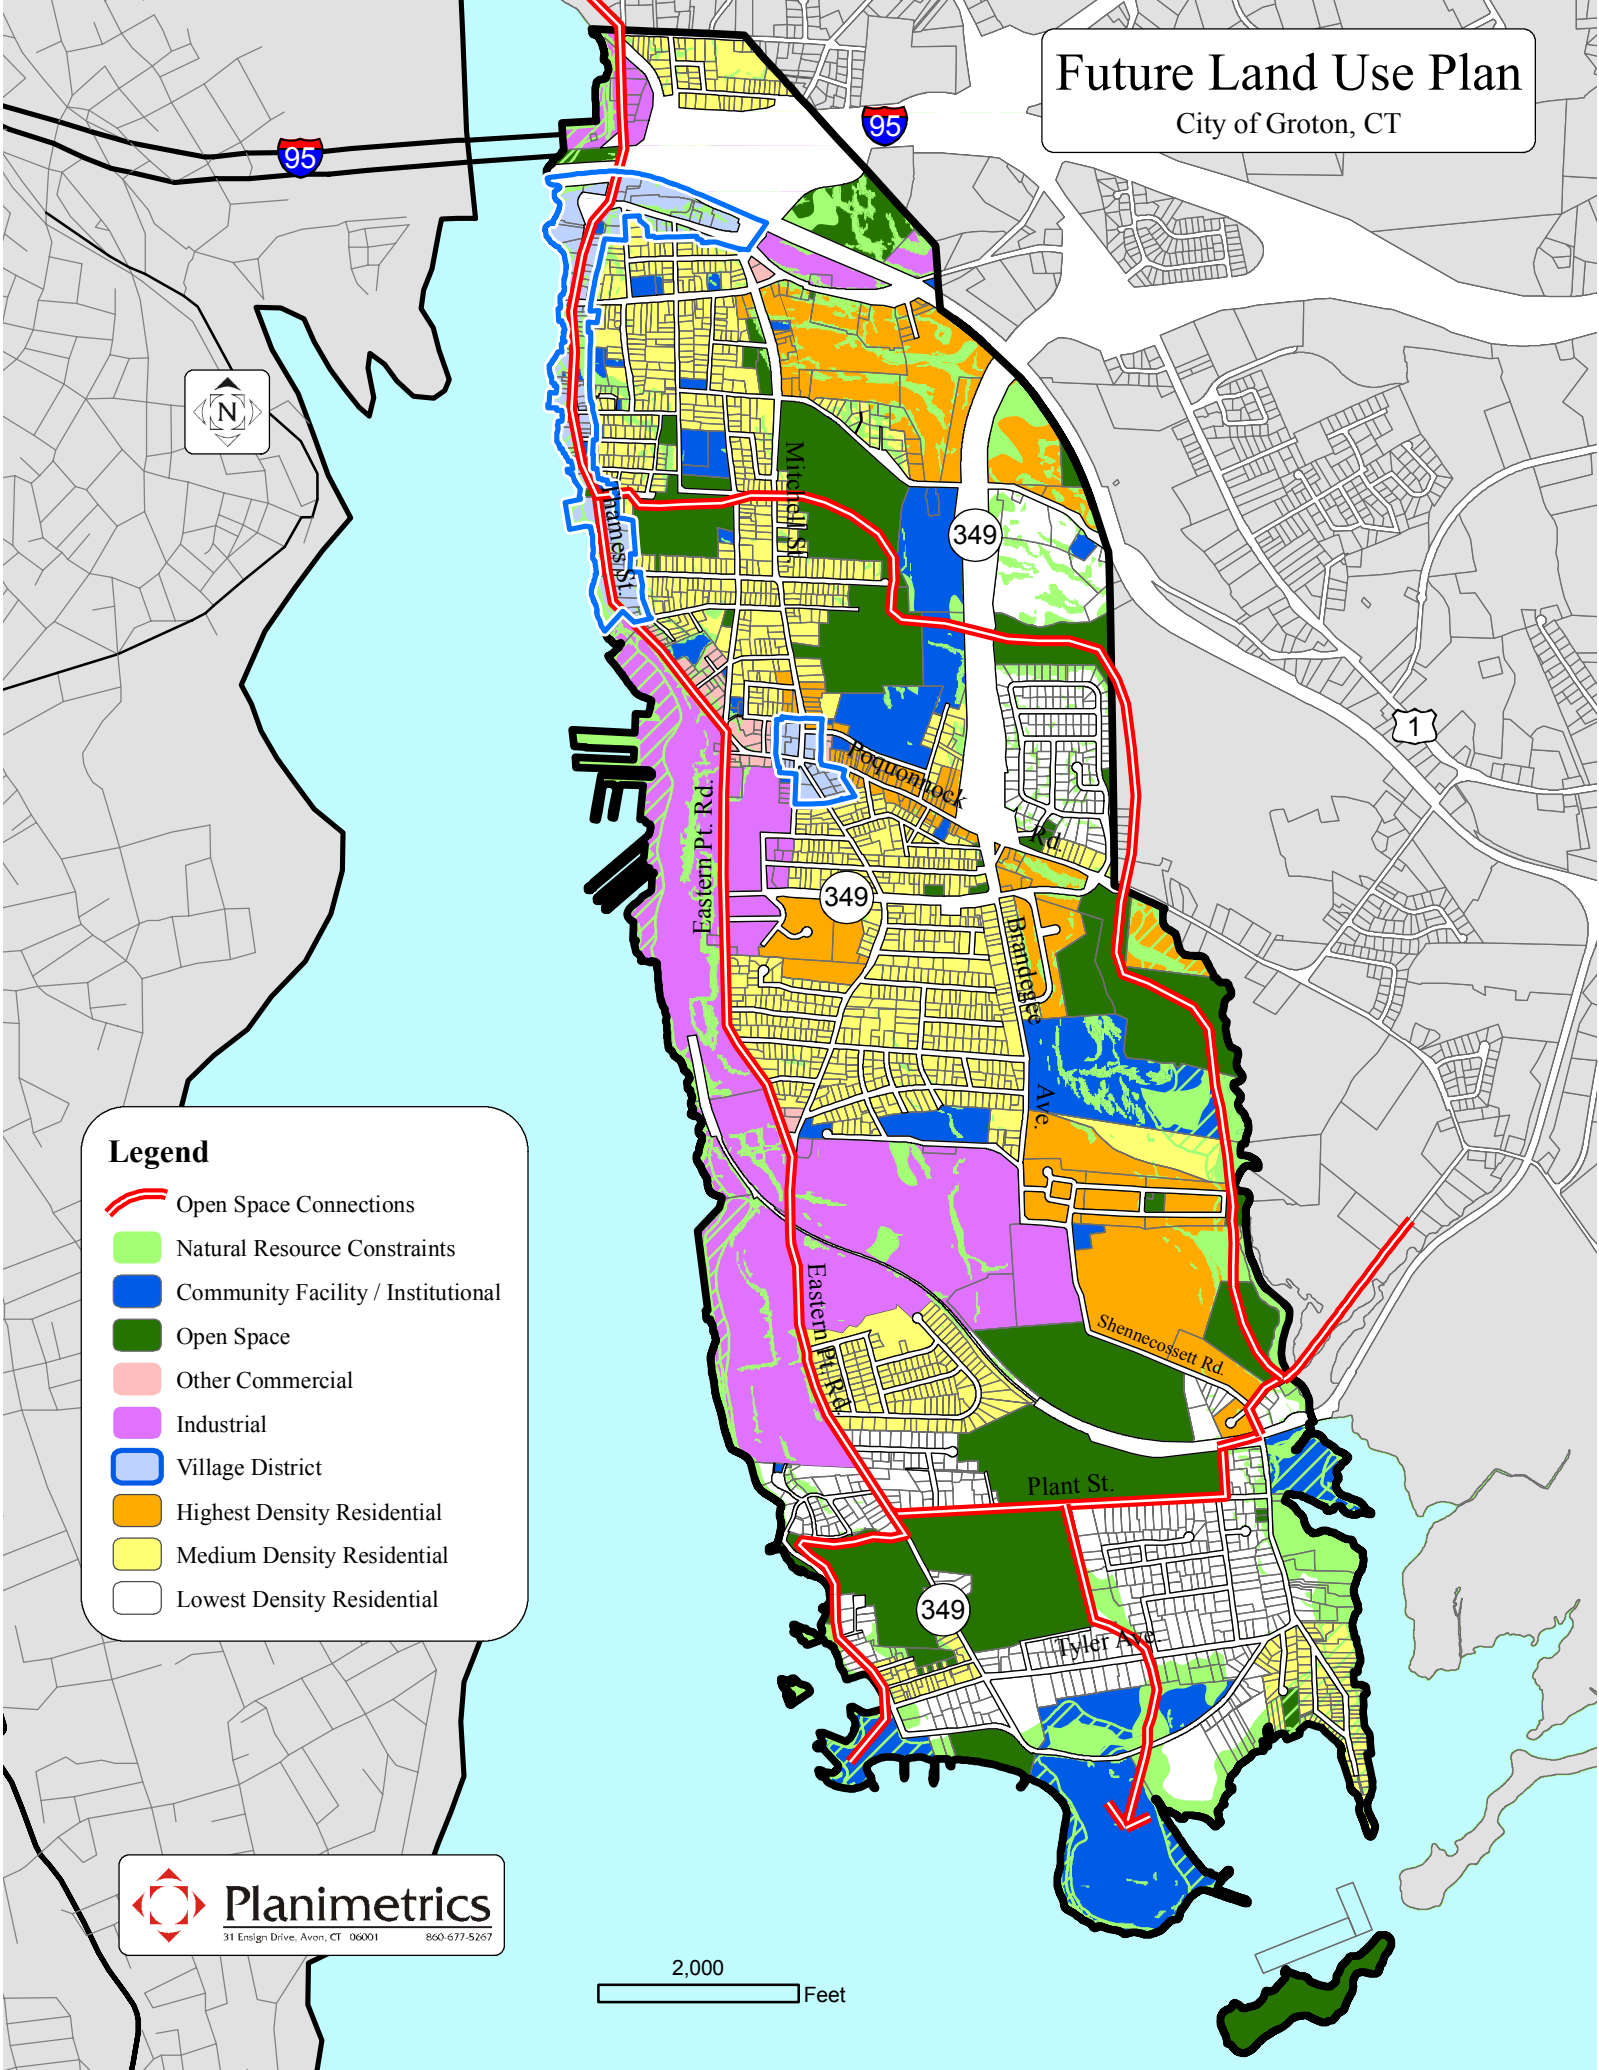 Future Land Use Plan
City of Groton, CT
95
95
N
Mitchell St.
349
Thames St.
1
Poquonnock
Rd.
Eastern Pt. Rd.
349
Brandegee
Ave.
Legend
Open Space Connections
Natural Resource Constraints
Community Facility / Institutional
Open Space
Other Commercial
Industrial
Village District
Highest Density Residential
Medium Density Residential
Lowest Density Residential
Eastern Pt. Rd.
Shennecossett Rd.
Plant St.
349
Tyler Ave.
Planimetrics
31 Ensign Drive, Avon, CT 06001 860-677-5267
2,000
Feet